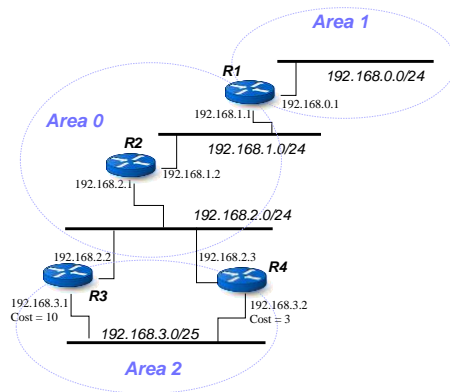 Area 1
R1
192.168.0.0/24
192.168.0.1
192.168.1.1
Area 0
R2
192.168.1.0/24
192.168.1.2
192.168.2.1
192.168.2.0/24
192.168.2.2
192.168.2.3
R3
R4
192.168.3.1
Cost = 10
192.168.3.2
Cost = 3
192.168.3.0/25
Area 2